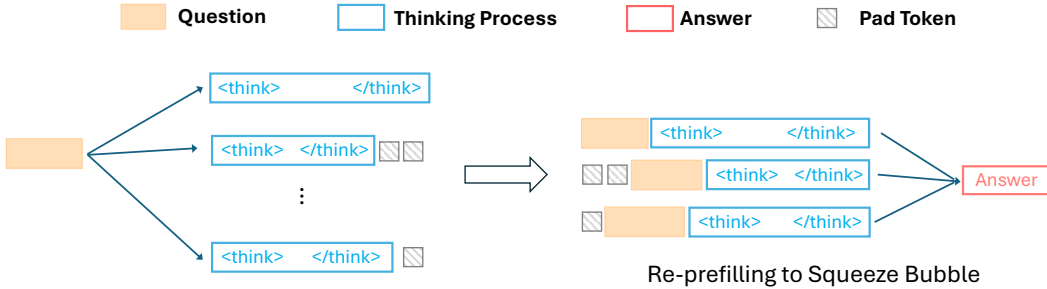 Question Thinking Process Answer Pad Token
<think> </think>
<think> </think>
⋮
<think> </think>
<think> </think>
<think> </think>
<think> </think>
Answer
Re-prefilling to Squeeze Bubble